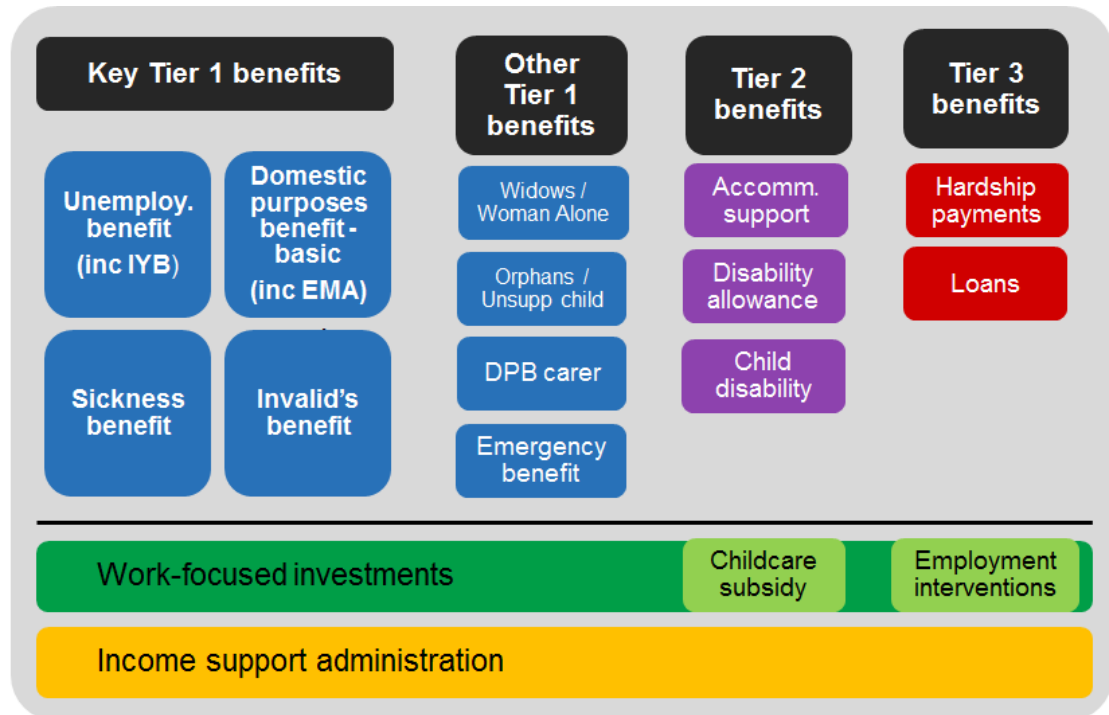 Key Tier 1 benefits
Unemploy.
benefit
(inc IYB)
Domestic
purposes
benefit -
basic
(inc EMA)
Sickness
benefit
Invalid's
benefit
Other
Tier 1
benefits
Widows /
Woman Alone
Orphans /
Unsupp child
DPB carer
Emergency
benefit
Tier 2
benefits
Accomm.
support
Disability
allowance
Child
disability
Tier 3
benefits
Hardship
payments
Loans
Work-focused investments
Childcare
subsidy
Employment
interventions
Income support administration